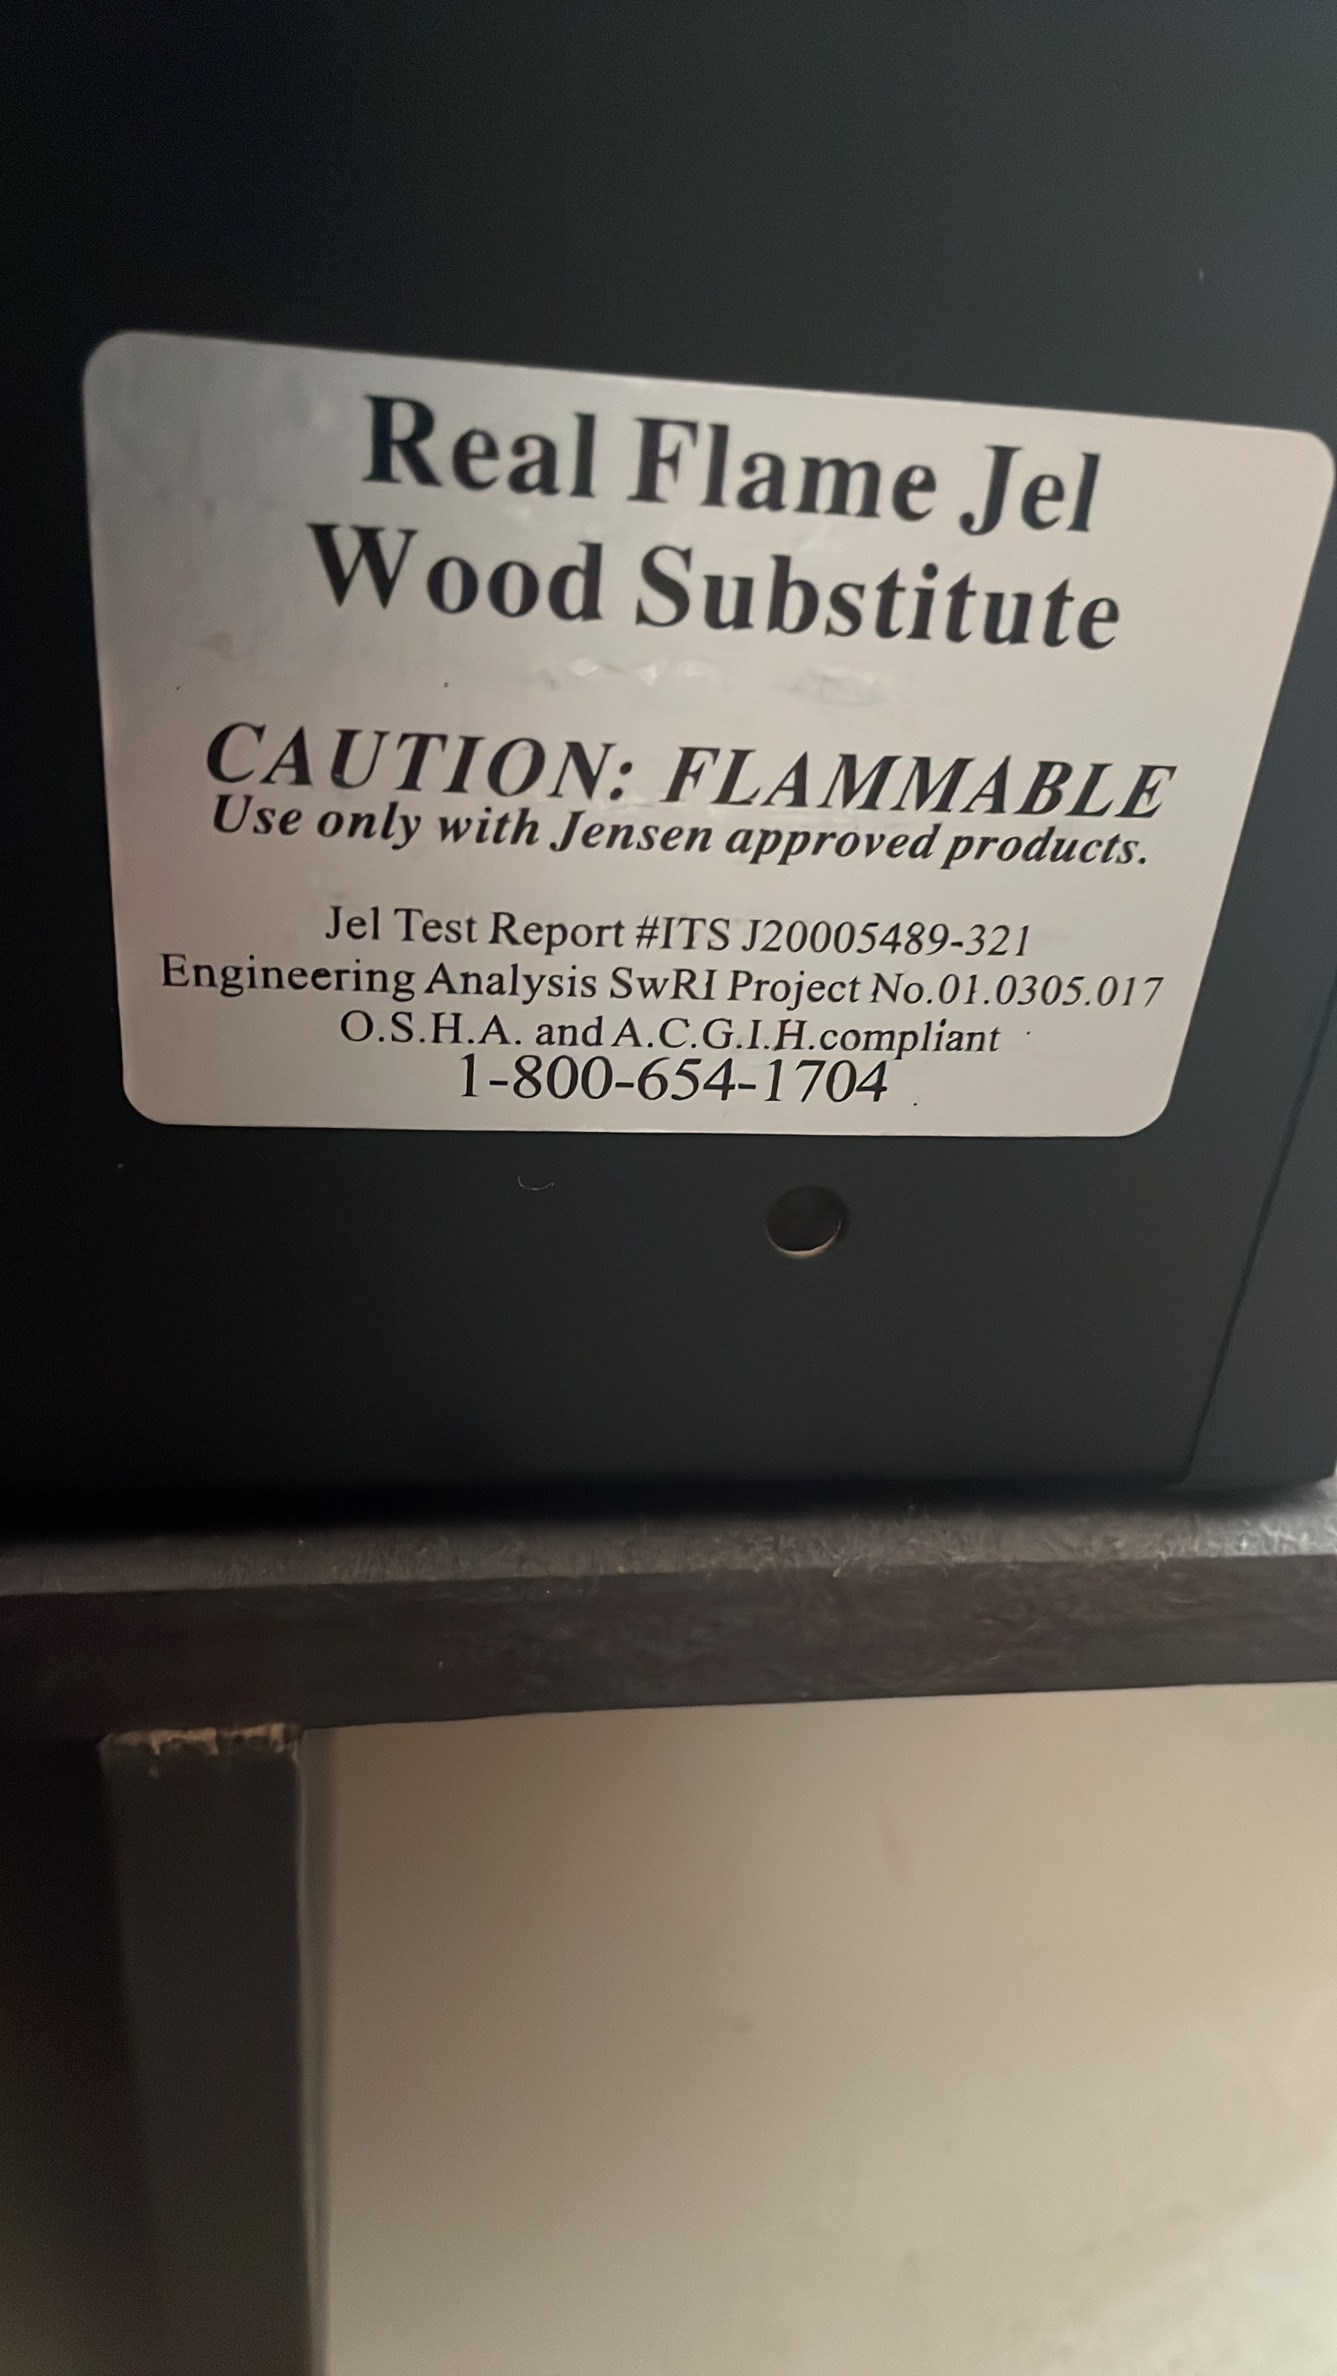 Real Flame Jel
Wood Substitute
CAUTION: FLAMMABLE
Use only with Jensen approved products.
Jel Test Report #ITS J20005489-321
Engineering Analysis SwRI Project No.01.0305.017
O.S.H.A. and A.C.G.I.H.compliant
1-800-654-1704